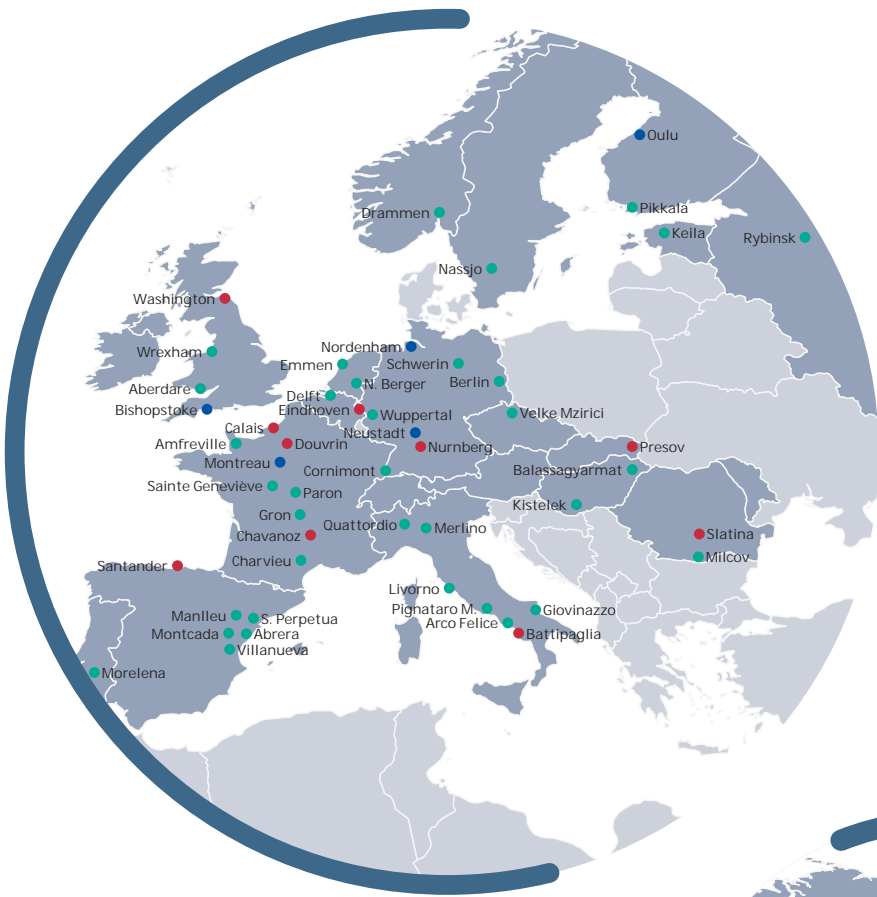 Oulu
Pikkala
Drammen
Keila
Rybinsk
Nassjo
Washington
Nordenham
Wrexham
Emmen
Schwerin
N. Berger
Berlin
Aberdare
Delft
Bishopstoke
Eindhoven
Wuppertal
Velke Mzirici
Calais
Neustadt
Amfreville
Douvrin
Nurnberg
Presov
Montreau
Cornimont
Balassagyarmat
Sainte Geneviève
Paron
Kistelek
Gron
Quattordio
Merlino
Chavanoz
Slatina
Charvieu
Milcov
Santander
Livorno
Pignataro M.
Giovinazzo
Manlleu
S. Perpetua
Arco Felice
Montcada
Abrera
Battipaglia
Villanueva
Morelena